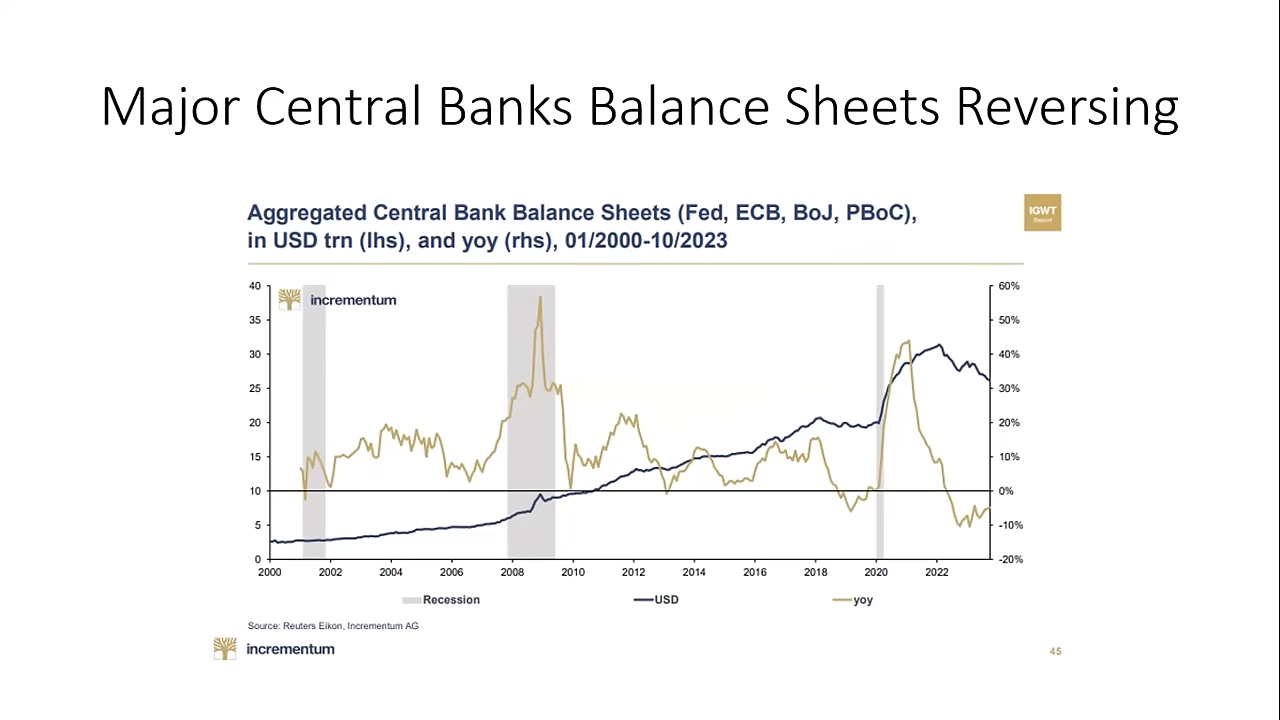 Major Central Banks Balance Sheets Reversing
Aggregated Central Bank Balance Sheets (Fed, ECB, BoJ, PBoC),
in USD trn (lhs), and yoy (rhs), 01/2000-10/2023
IGWT
Report
incrementum
40
35
30
25
20
15
10
5
0
60%
50%
40%
30%
20%
10%
0%
-10%
-20%
2000 2002 2004 2006 2008 2010 2012 2014 2016 2018 2020 2022
Recession USD yoy
Source: Reuters Eikon, Incrementum AG
incrementum
45